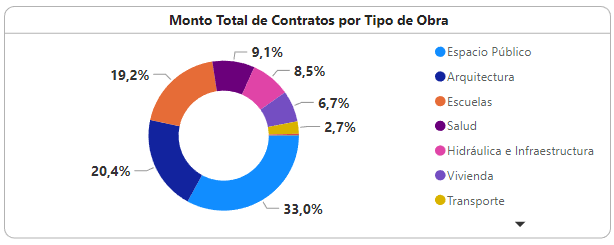 Monto Total de Contratos por Tipo de Obra
9,1%
8,5%
6,7%
2,7%
33,0%
20,4%
19,2%
Espacio Público
Arquitectura
Escuelas
Salud
Hidráulica e Infraestructura
Vivienda
Transporte